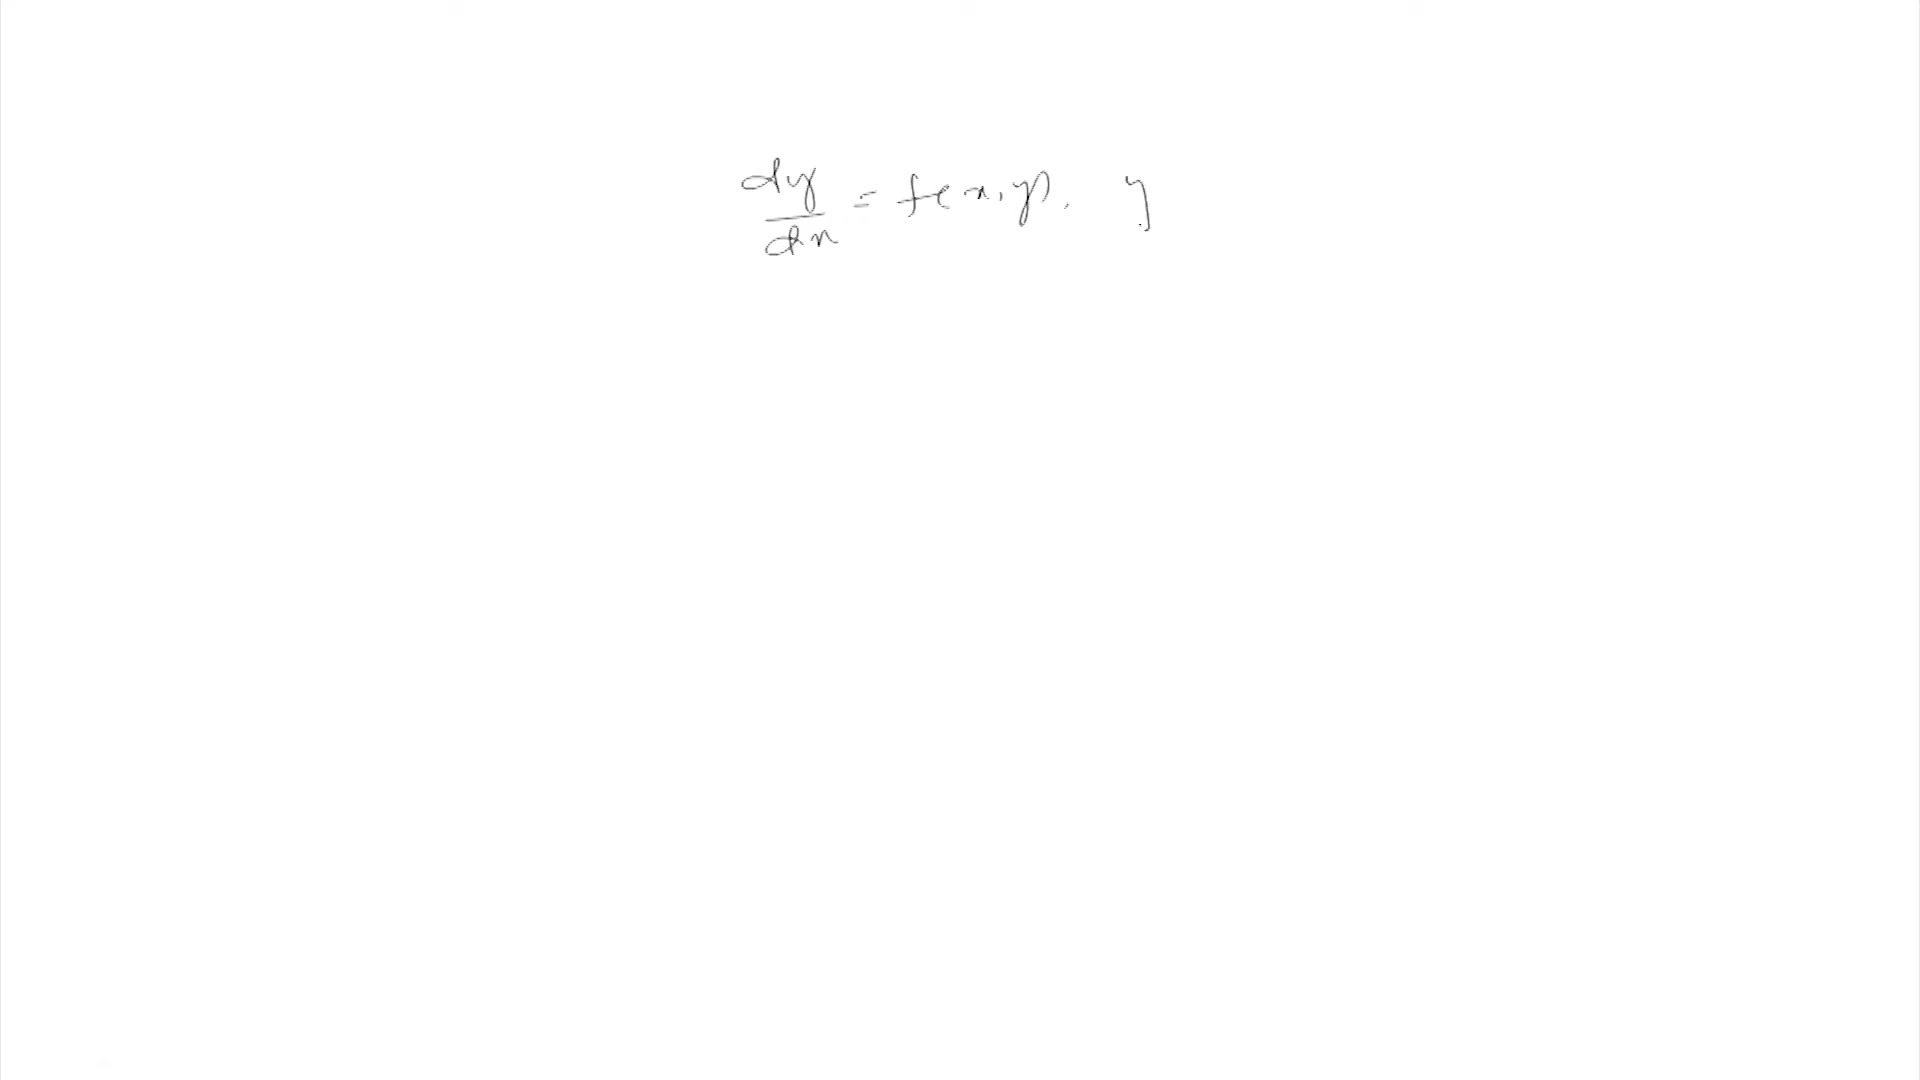 dy/dx = f(x,y), y